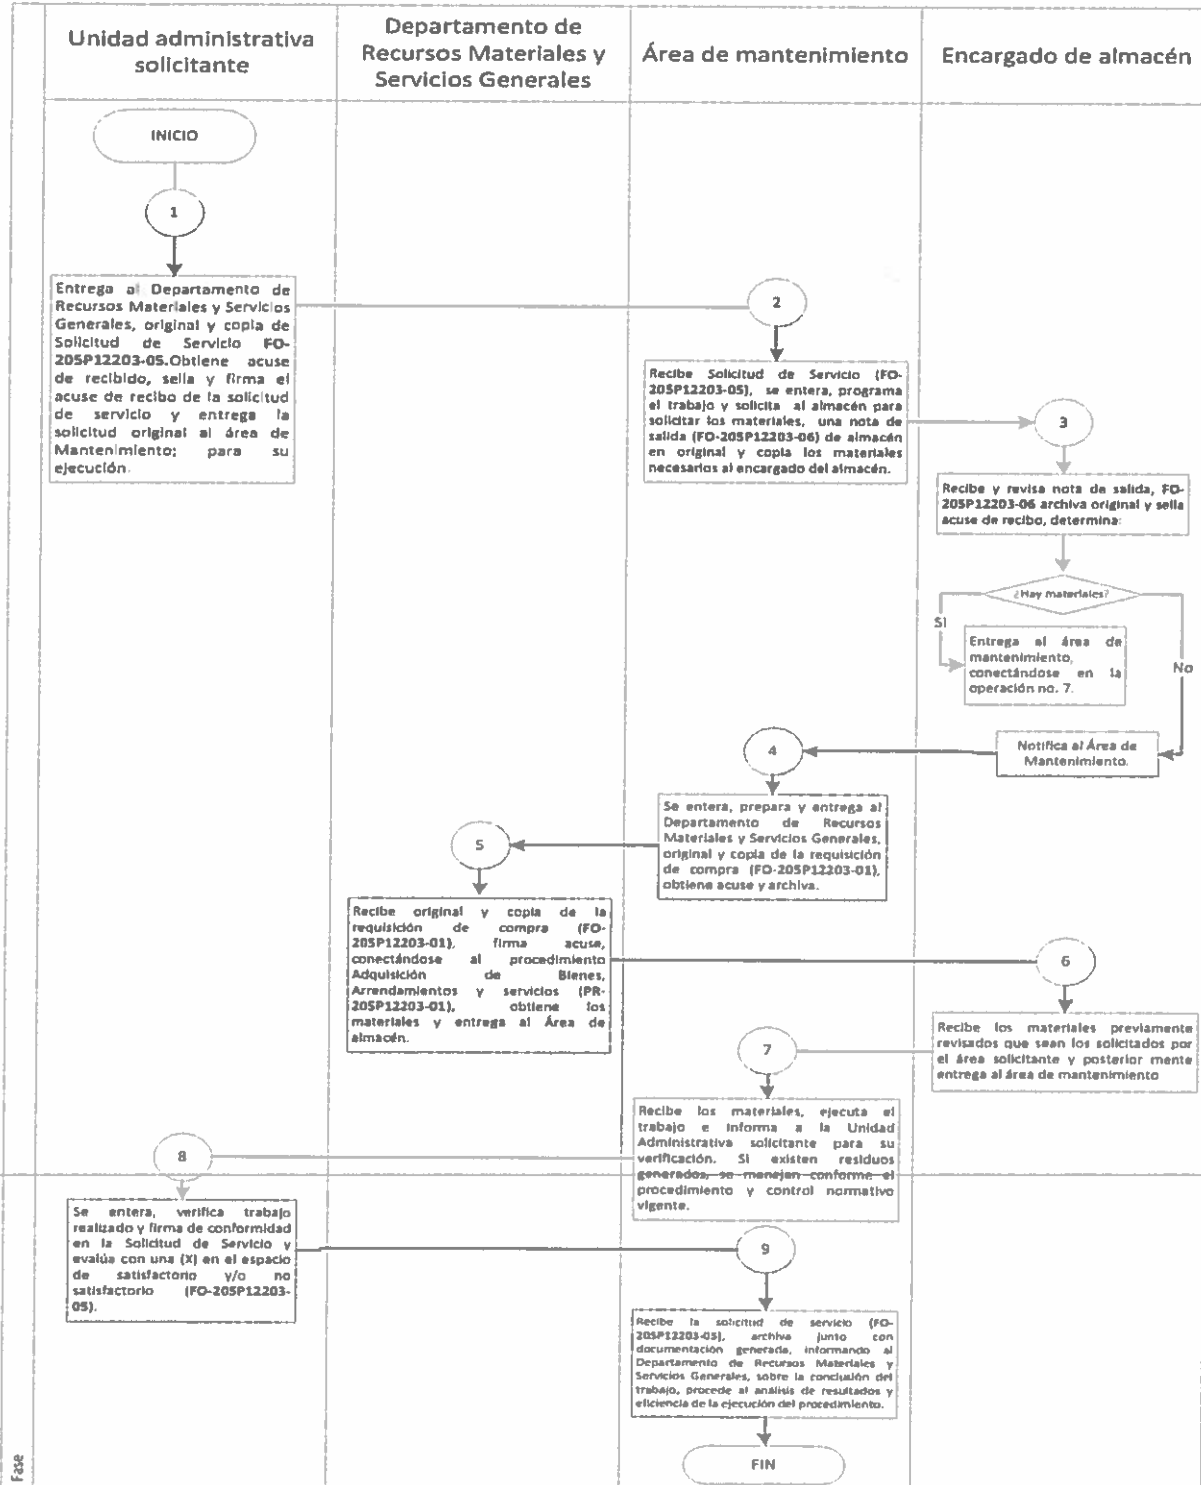 Unidad administrativa
solicitante
Departamento de
Recursos Materiales y
Servicios Generales
Área de mantenimiento
Encargado de almacén
INICIO
1
Entrega al Departamento de
Recursos Materiales y Servicios
Generales, original y copia de
Solicitud de Servicio FO-
205P12203-05.Obtiene acuse
de recibido, sella y firma el
acuse de recibo de la solicitud
de servicio y entrega la
solicitud original al área de
Mantenimiento; para su
ejecución.
2
Recibe Solicitud de Servicio (FO-
205P12203-05), se entera, programa
el trabajo y solicita al almacén para
solicitar los materiales, una nota de
salida (FO-205P12203-06) de almacén
en original y copia los materiales
necesarios al encargado del almacén.
3
Recibe y revisa nota de salida, FO-
205P12203-06 archiva original y sella
acuse de recibo, determina:
¿Hay materiales?
SI
No
Entrega al área de
mantenimiento,
conectándose en la
operación no. 7.
Notifica al Área de
Mantenimiento.
4
Se entera, prepara y entrega al
Departamento de Recursos
Materiales y Servicios Generales,
original y copia de la requisición
de compra (FO-205P12203-01),
obtiene acuse y archiva.
5
Recibe original y copia de la
requisición de compra (FO-
205P12203-01), firma acuse,
conectándose al procedimiento
Adquisición de Bienes,
Arrendamientos y servicios (PR-
205P12203-01), obtiene los
materiales y entrega al Área de
almacén.
6
Recibe los materiales previamente
revisados que sean los solicitados por
el área solicitante y posterior mente
entrega al área de mantenimiento
7
Recibe los materiales, ejecuta el
trabajo e informa a la Unidad
Administrativa solicitante para su
verificación. Si existen residuos
generados, se manejan conforme el
procedimiento y control normativo
vigente.
8
Se entera, verifica trabajo
realizado y firma de conformidad
en la Solicitud de Servicio y
evalúa con una (X) en el espacio
de satisfactorio y/o no
satisfactorio (FO-205P12203-
05).
9
Recibe la solicitud de servicio (FO-
205P12203-05), archiva junto con
documentación generada, informando al
Departamento de Recursos Materiales y
Servicios Generales, sobre la conclusión del
trabajo, procede al análisis de resultados y
eficiencia de la ejecución del procedimiento.
FIN
Fase